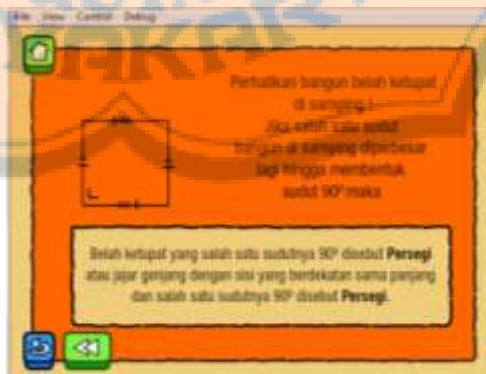 File View Control Debug
Perhatikan bangun belah ketupat
di samping !
Jika salah satu sudut
bangun di samping diperbesar
lagi hingga membentuk
sudut 90° maka
Belah ketupat yang salah satu sudutnya 90° disebut Persegi
atau jajar genjang dengan sisi yang berdekatan sama panjang
dan salah satu sudutnya 90° disebut Persegi.